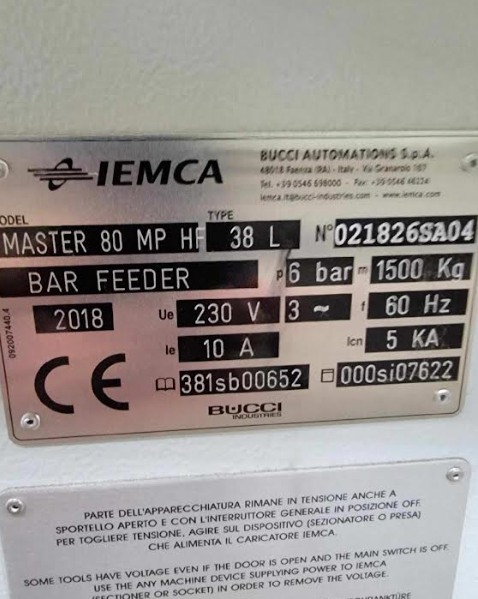 IEMCA
BUCCI AUTOMATIONS S.p.A.
48018 Faenza (RA) - Italy - Via Granarolo 167
Tel. +39 0546 698000 - Fax: +39 0546 46224
iemca.it@bucci-industries.com - www.iemca.com
ODEL TYPE
MASTER 80 MP HF 38 L N° 021826SA04
BAR FEEDER p 6 bar m 1500 Kg
2018 Ue 230 V 3 ~ f 60 Hz
Ie 10 A Icn 5 KA
092007440.4
CE
381sb00652 000si07622
BUCCI
INDUSTRIES
PARTE DELL'APPARECCHIATURA RIMANE IN TENSIONE ANCHE A
SPORTELLO APERTO E CON L'INTERRUTTORE GENERALE IN POSIZIONE OFF.
PER TOGLIERE TENSIONE, AGIRE SUL DISPOSITIVO (SEZIONATORE O PRESA)
CHE ALIMENTA IL CARICATORE IEMCA.
SOME TOOLS HAVE VOLTAGE EVEN IF THE DOOR IS OPEN AND THE MAIN SWITCH IS OFF.
USE THE ANY MACHINE DEVICE SUPPLYING POWER TO IEMCA
(SECTIONER OR SOCKET) IN ORDER TO REMOVE THE VOLTAGE.